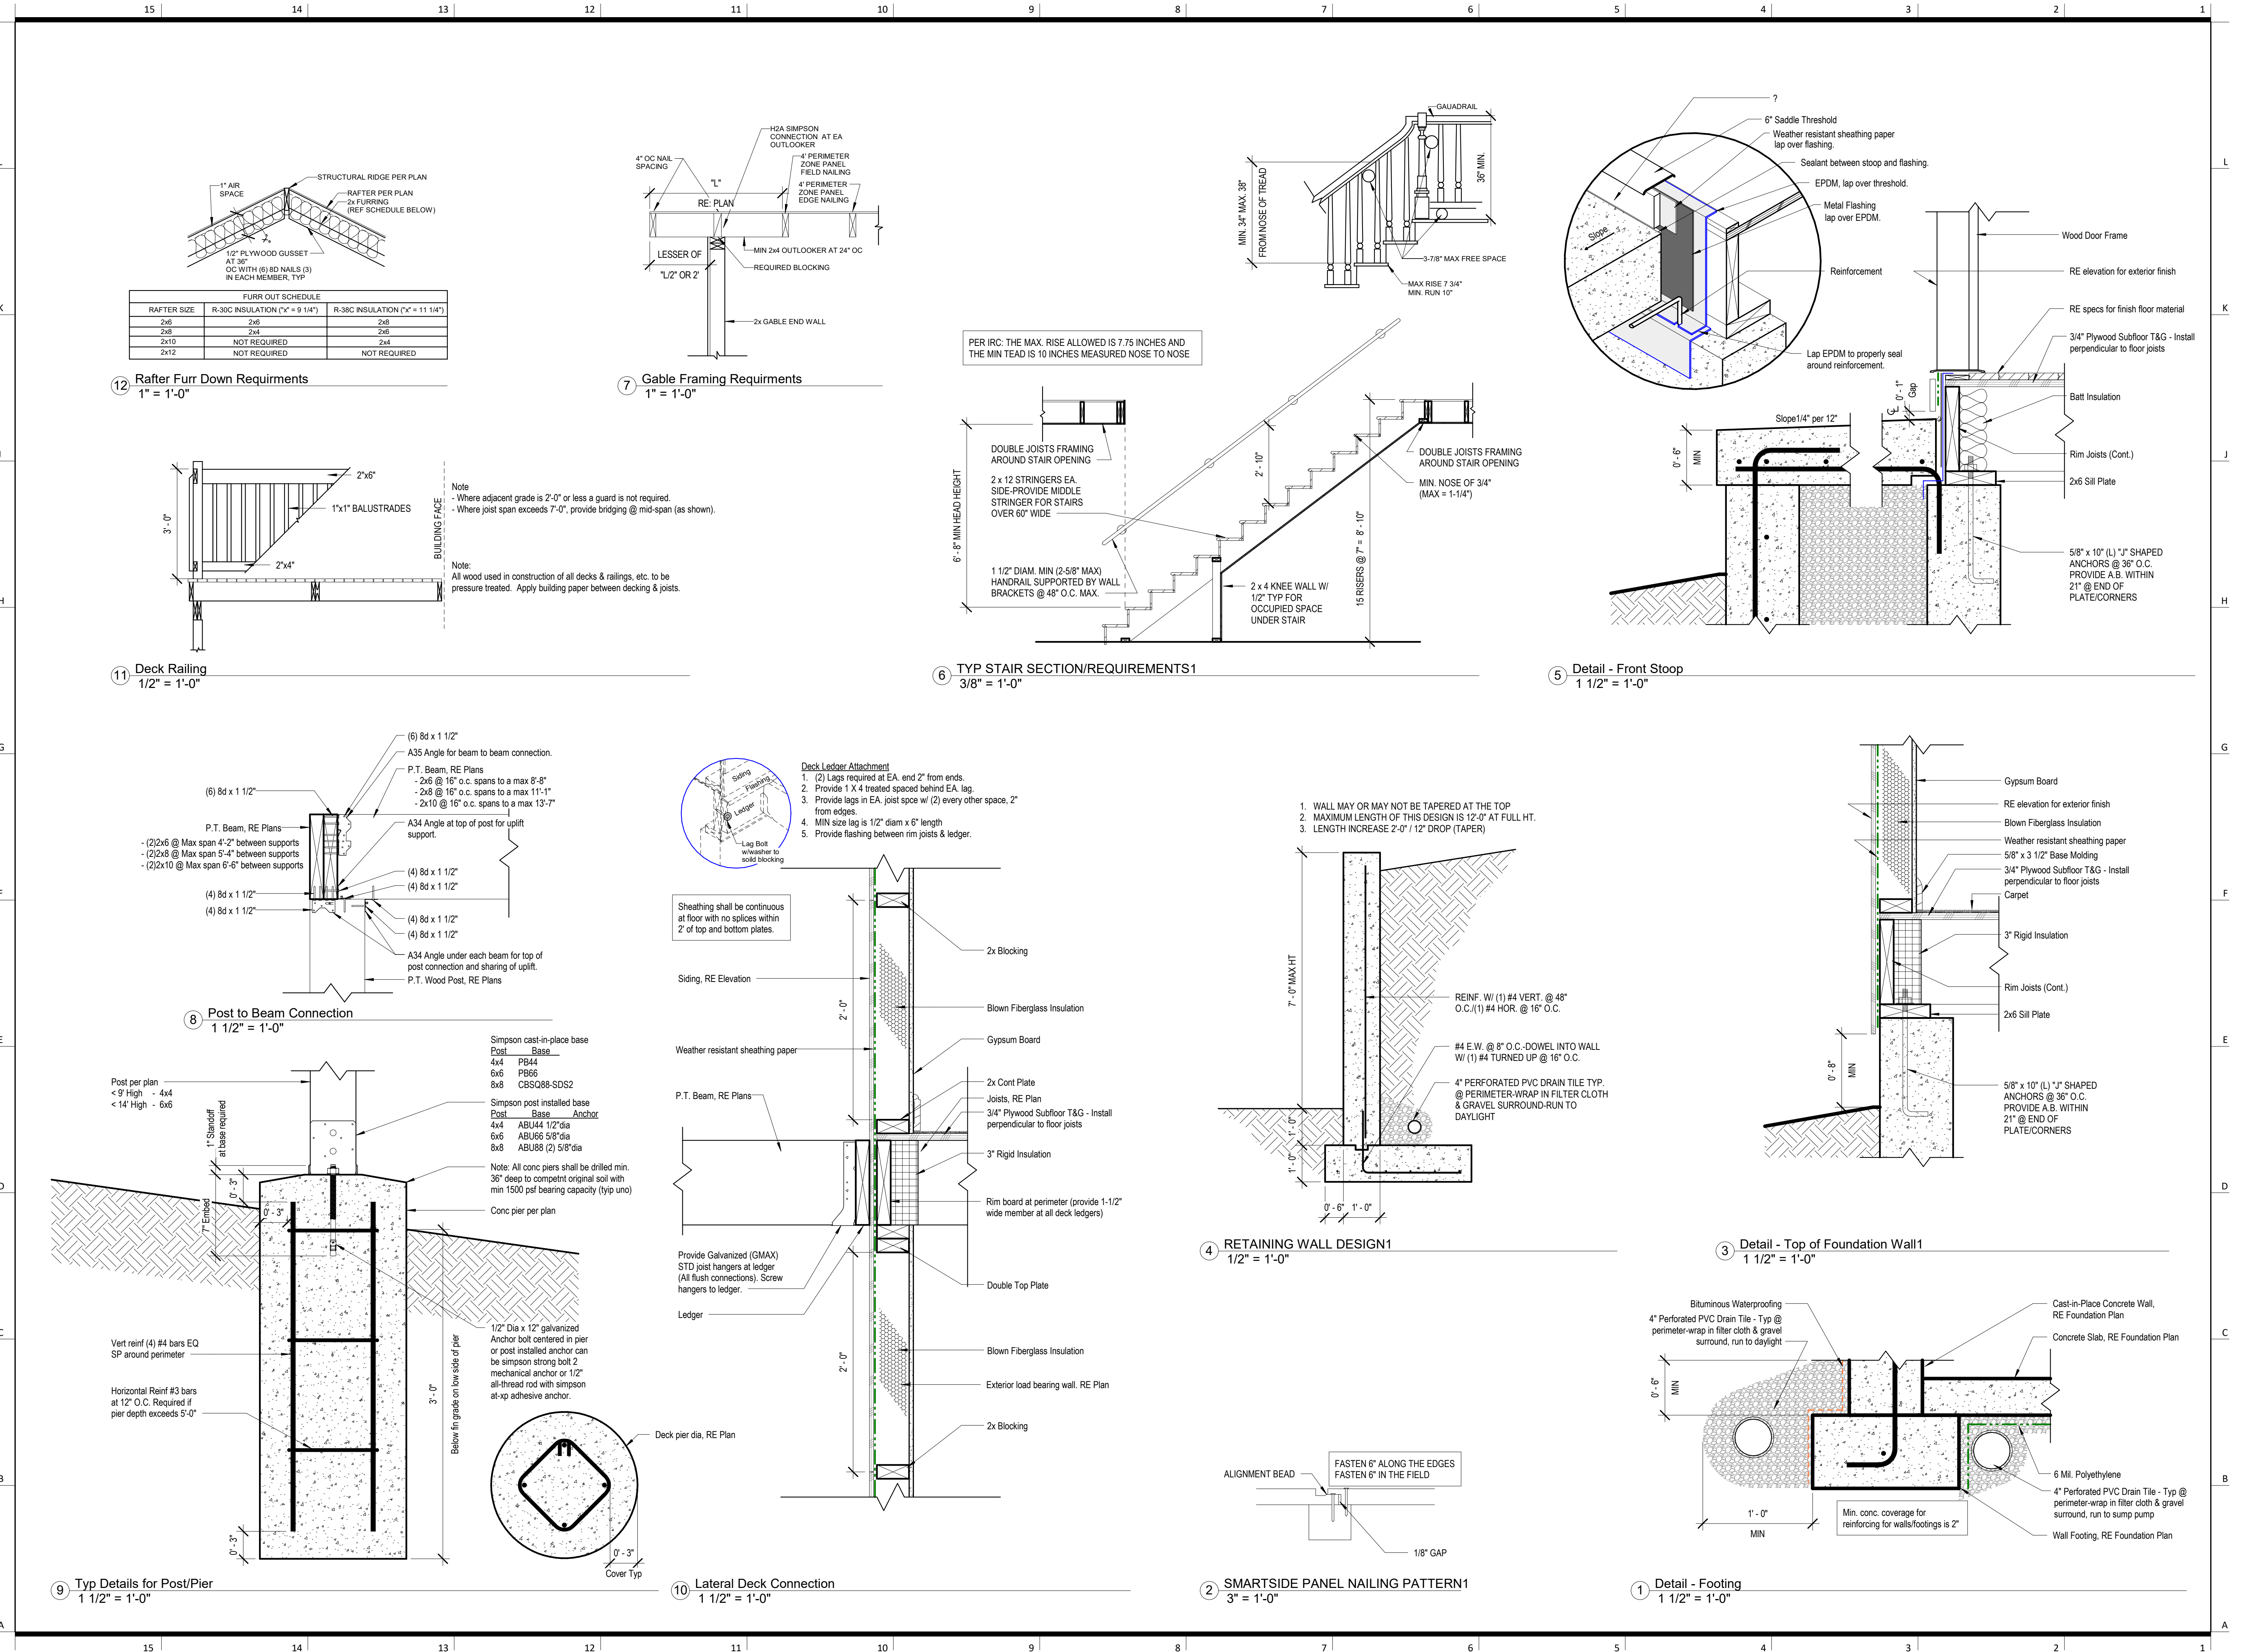 15 14 13 12 11 10 9 8 7 6 5 4 3 2 1
L
K
J
H
G
F
E
D
C
B
A
1" AIR
SPACE
STRUCTURAL RIDGE PER PLAN
RAFTER PER PLAN
2x FURRING
(REF SCHEDULE BELOW)
1/2" PLYWOOD GUSSET
AT 36"
OC WITH (6) 8D NAILS (3)
IN EACH MEMBER, TYP
FURR OUT SCHEDULE
RAFTER SIZE R-30C INSULATION ("x" = 9 1/4") R-38C INSULATION ("x" = 11 1/4")
2x6 2x6 2x8
2x8 2x4 2x6
2x10 NOT REQUIRED 2x4
2x12 NOT REQUIRED NOT REQUIRED
12 Rafter Furr Down Requirments
1" = 1'-0"
4" OC NAIL
SPACING
H2A SIMPSON
CONNECTION AT EA
OUTLOOKER
4' PERIMETER
ZONE PANEL
FIELD NAILING
4' PERIMETER
ZONE PANEL
EDGE NAILING
"L"
RE: PLAN
LESSER OF
"L/2" OR 2'
MIN 2x4 OUTLOOKER AT 24" OC
REQUIRED BLOCKING
2x GABLE END WALL
7 Gable Framing Requirments
1" = 1'-0"
GAUADRAIL
36" MIN.
MIN. 34" MAX. 38"
FROM NOSE OF TREAD
3-7/8" MAX FREE SPACE
MAX RISE 7 3/4"
MIN. RUN 10"
PER IRC: THE MAX. RISE ALLOWED IS 7.75 INCHES AND
THE MIN TEAD IS 10 INCHES MEASURED NOSE TO NOSE
DOUBLE JOISTS FRAMING
AROUND STAIR OPENING
2 x 12 STRINGERS EA.
SIDE-PROVIDE MIDDLE
STRINGER FOR STAIRS
OVER 60" WIDE
6' - 8" MIN HEAD HEIGHT
1 1/2" DIAM. MIN (2-5/8" MAX)
HANDRAIL SUPPORTED BY WALL
BRACKETS @ 48" O.C. MAX.
2' - 10"
15 RISERS @ 7" = 8' - 10"
DOUBLE JOISTS FRAMING
AROUND STAIR OPENING
MIN. NOSE OF 3/4"
(MAX = 1-1/4")
2 x 4 KNEE WALL W/
1/2" TYP FOR
OCCUPIED SPACE
UNDER STAIR
6 TYP STAIR SECTION/REQUIREMENTS1
3/8" = 1'-0"
?
6" Saddle Threshold
Weather resistant sheathing paper
lap over flashing.
Sealant between stoop and flashing.
EPDM, lap over threshold.
Metal Flashing
lap over EPDM.
Slope
Reinforcement
Lap EPDM to properly seal
around reinforcement.
Wood Door Frame
RE elevation for exterior finish
RE specs for finish floor material
3/4" Plywood Subfloor T&G - Install
perpendicular to floor joists
0' - 1"
Gap
Slope1/4" per 12"
0' - 6"
MIN
Batt Insulation
Rim Joists (Cont.)
2x6 Sill Plate
5/8" x 10" (L) "J" SHAPED
ANCHORS @ 36" O.C.
PROVIDE A.B. WITHIN
21" @ END OF
PLATE/CORNERS
5 Detail - Front Stoop
1 1/2" = 1'-0"
3' - 0"
2"x6"
1"x1" BALUSTRADES
2"x4"
BUILDING FACE
Note
- Where adjacent grade is 2'-0" or less a guard is not required.
- Where joist span exceeds 7'-0", provide bridging @ mid-span (as shown).
Note:
All wood used in construction of all decks & railings, etc. to be
pressure treated. Apply building paper between decking & joists.
11 Deck Railing
1/2" = 1'-0"
(6) 8d x 1 1/2"
A35 Angle for beam to beam connection.
P.T. Beam, RE Plans
- 2x6 @ 16" o.c. spans to a max 8'-8"
- 2x8 @ 16" o.c. spans to a max 11'-1"
- 2x10 @ 16" o.c. spans to a max 13'-7"
(6) 8d x 1 1/2"
P.T. Beam, RE Plans
- (2)2x6 @ Max span 4'-2" between supports
- (2)2x8 @ Max span 5'-4" between supports
- (2)2x10 @ Max span 6'-6" between supports
A34 Angle at top of post for uplift
support.
(4) 8d x 1 1/2"
(4) 8d x 1 1/2"
(4) 8d x 1 1/2"
(4) 8d x 1 1/2"
(4) 8d x 1 1/2"
(4) 8d x 1 1/2"
A34 Angle under each beam for top of
post connection and sharing of uplift.
P.T. Wood Post, RE Plans
8 Post to Beam Connection
1 1/2" = 1'-0"
Siding
Flashing
Ledger
Lag Bolt
w/washer to
soild blocking
Deck Ledger Attachment
1. (2) Lags required at EA. end 2" from ends.
2. Provide 1 X 4 treated spaced behind EA. lag.
3. Provide lags in EA. joist spce w/ (2) every other space, 2"
from edges.
4. MIN size lag is 1/2" diam x 6" length
5. Provide flashing between rim joists & ledger.
Sheathing shall be continuous
at floor with no splices within
2' of top and bottom plates.
Siding, RE Elevation
2' - 0"
Weather resistant sheathing paper
P.T. Beam, RE Plans
2x Blocking
Blown Fiberglass Insulation
Gypsum Board
2x Cont Plate
Joists, RE Plan
3/4" Plywood Subfloor T&G - Install
perpendicular to floor joists
3" Rigid Insulation
Rim board at perimeter (provide 1-1/2"
wide member at all deck ledgers)
Provide Galvanized (GMAX)
STD joist hangers at ledger
(All flush connections). Screw
hangers to ledger.
Ledger
Double Top Plate
2' - 0"
Blown Fiberglass Insulation
Exterior load bearing wall. RE Plan
2x Blocking
10 Lateral Deck Connection
1 1/2" = 1'-0"
1. WALL MAY OR MAY NOT BE TAPERED AT THE TOP
2. MAXIMUM LENGTH OF THIS DESIGN IS 12'-0" AT FULL HT.
3. LENGTH INCREASE 2'-0" / 12" DROP (TAPER)
7' - 0" MAX HT
REINF. W/ (1) #4 VERT. @ 48"
O.C./(1) #4 HOR. @ 16" O.C.
#4 E.W. @ 8" O.C.-DOWEL INTO WALL
W/ (1) #4 TURNED UP @ 16" O.C.
4" PERFORATED PVC DRAIN TILE TYP.
@ PERIMETER-WRAP IN FILTER CLOTH
& GRAVEL SURROUND-RUN TO
DAYLIGHT
1' - 0"
1' - 0"
0' - 6" 1' - 0"
4 RETAINING WALL DESIGN1
1/2" = 1'-0"
Gypsum Board
RE elevation for exterior finish
Blown Fiberglass Insulation
Weather resistant sheathing paper
5/8" x 3 1/2" Base Molding
3/4" Plywood Subfloor T&G - Install
perpendicular to floor joists
Carpet
3" Rigid Insulation
Rim Joists (Cont.)
2x6 Sill Plate
0' - 8"
MIN
5/8" x 10" (L) "J" SHAPED
ANCHORS @ 36" O.C.
PROVIDE A.B. WITHIN
21" @ END OF
PLATE/CORNERS
3 Detail - Top of Foundation Wall1
1 1/2" = 1'-0"
Post per plan
< 9' High - 4x4
< 14' High - 6x6
1" Standoff
at base required
Simpson cast-in-place base
Post Base
4x4 PB44
6x6 PB66
8x8 CBSQ88-SDS2
Simpson post installed base
Post Base Anchor
4x4 ABU44 1/2"dia
6x6 ABU66 5/8"dia
8x8 ABU88 (2) 5/8"dia
Note: All conc piers shall be drilled min.
36" deep to competnt original soil with
min 1500 psf bearing capacity (tyip uno)
Conc pier per plan
0' - 3"
0' - 3"
7" Embed
Vert reinf (4) #4 bars EQ
SP around perimeter
Horizontal Reinf #3 bars
at 12" O.C. Required if
pier depth exceeds 5'-0"
3' - 0"
Below fin grade on low side of pier
1/2" Dia x 12" galvanized
Anchor bolt centered in pier
or post installed anchor can
be simpson strong bolt 2
mechanical anchor or 1/2"
all-thread rod with simpson
at-xp adhesive anchor.
Deck pier dia, RE Plan
0' - 3"
0' - 3"
Cover Typ
9 Typ Details for Post/Pier
1 1/2" = 1'-0"
ALIGNMENT BEAD
FASTEN 6" ALONG THE EDGES
FASTEN 6" IN THE FIELD
1/8" GAP
2 SMARTSIDE PANEL NAILING PATTERN1
3" = 1'-0"
Bituminous Waterproofing
4" Perforated PVC Drain Tile - Typ @
perimeter-wrap in filter cloth & gravel
surround, run to daylight
Cast-in-Place Concrete Wall,
RE Foundation Plan
Concrete Slab, RE Foundation Plan
0' - 6"
MIN
1' - 0"
MIN
Min. conc. coverage for
reinforcing for walls/footings is 2"
6 Mil. Polyethylene
4" Perforated PVC Drain Tile - Typ @
perimeter-wrap in filter cloth & gravel
surround, run to sump pump
Wall Footing, RE Foundation Plan
1 Detail - Footing
1 1/2" = 1'-0"
15 14 13 12 11 10 9 8 7 6 5 4 3 2 1